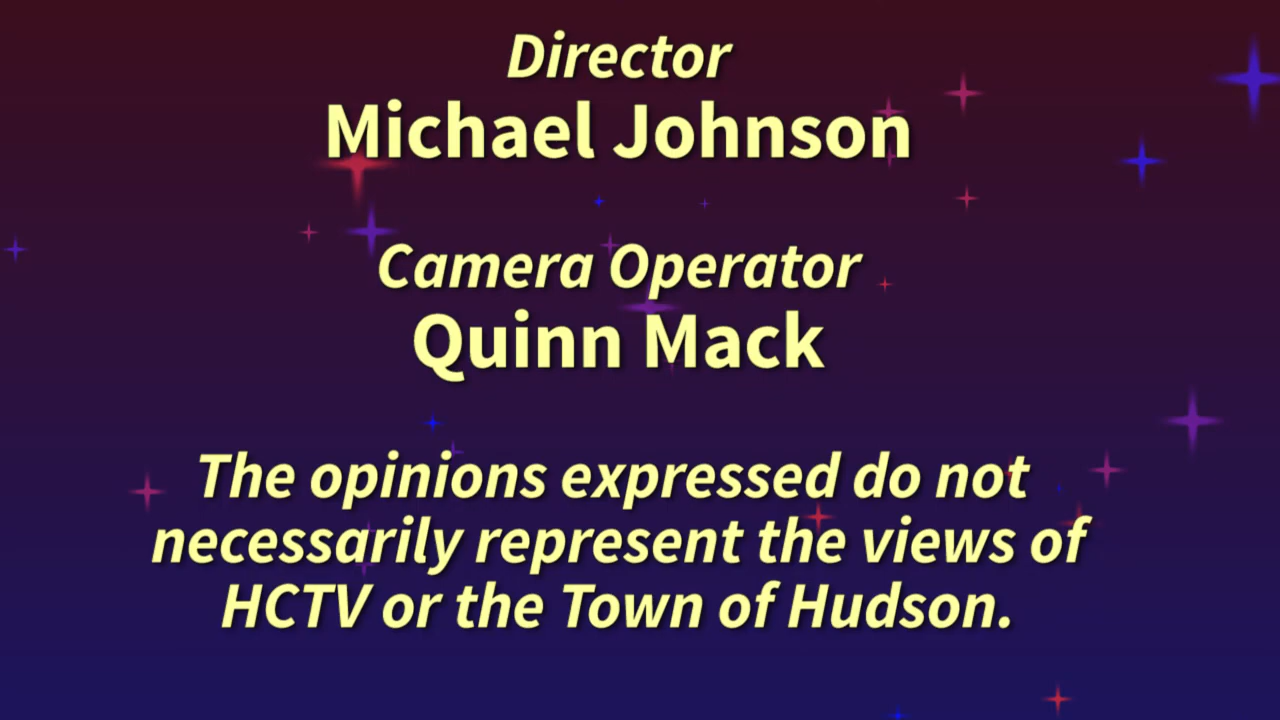 Director
Michael Johnson
Camera Operator
Quinn Mack
The opinions expressed do not
necessarily represent the views of
HCTV or the Town of Hudson.